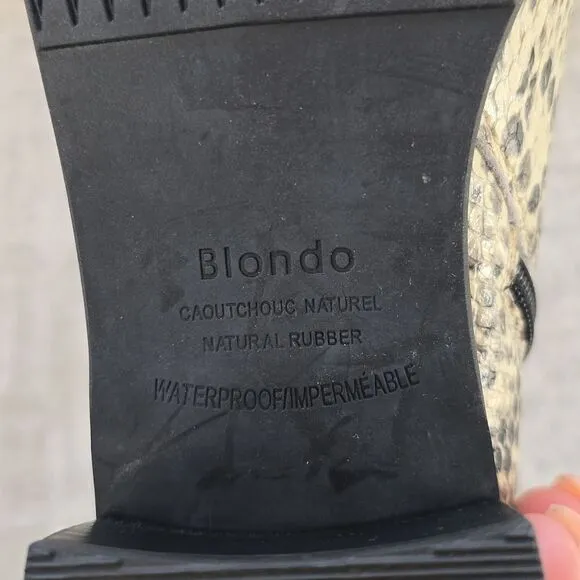 Blondo
CAOUTCHOUC NATUREL
NATURAL RUBBER
WATERPROOF/IMPERMÉABLE